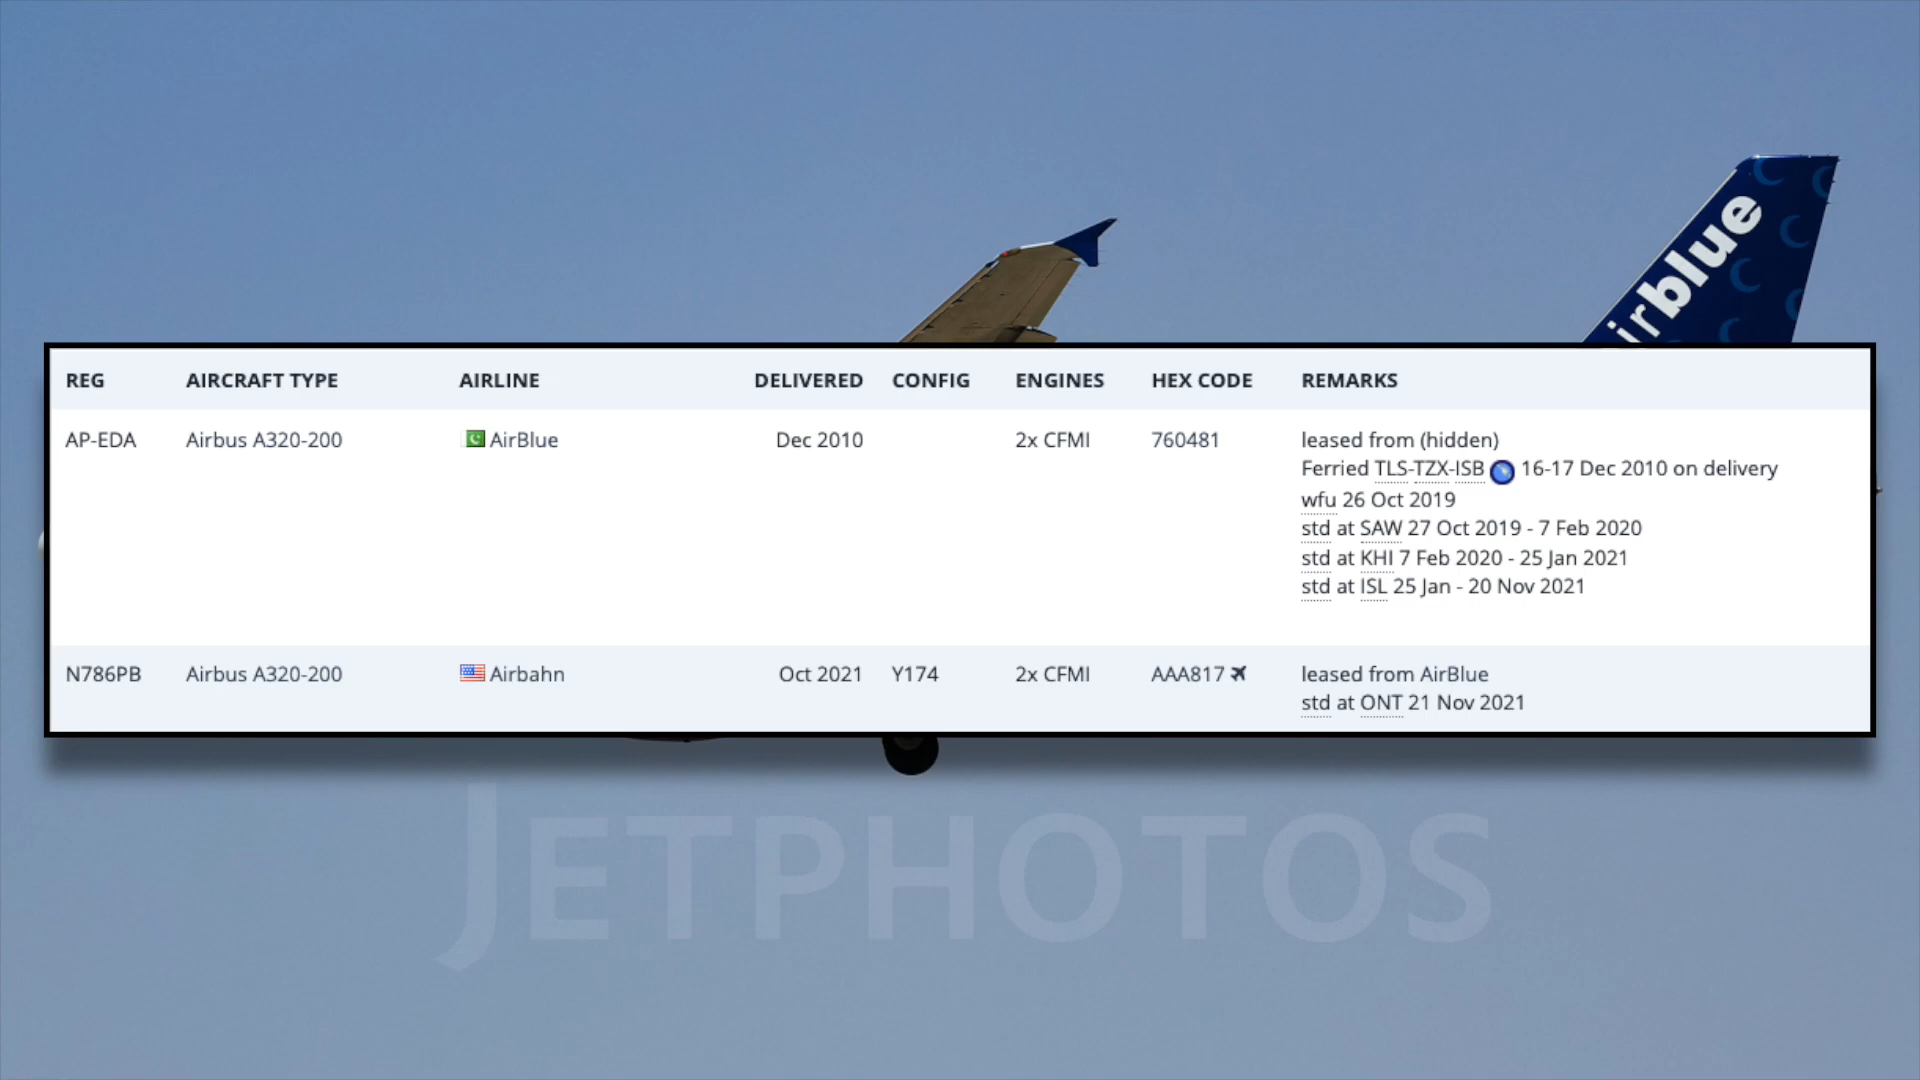 irblue
REG AIRCRAFT TYPE AIRLINE DELIVERED CONFIG ENGINES HEX CODE REMARKS
AP-EDA Airbus A320-200 AirBlue Dec 2010 2x CFMI 760481 leased from (hidden)
Ferried TLS-TZX-ISB 16-17 Dec 2010 on delivery
wfu 26 Oct 2019
std at SAW 27 Oct 2019 - 7 Feb 2020
std at KHI 7 Feb 2020 - 25 Jan 2021
std at ISL 25 Jan - 20 Nov 2021
N786PB Airbus A320-200 Airbahn Oct 2021 Y174 2x CFMI AAA817 leased from AirBlue
std at ONT 21 Nov 2021
JETPHOTOS